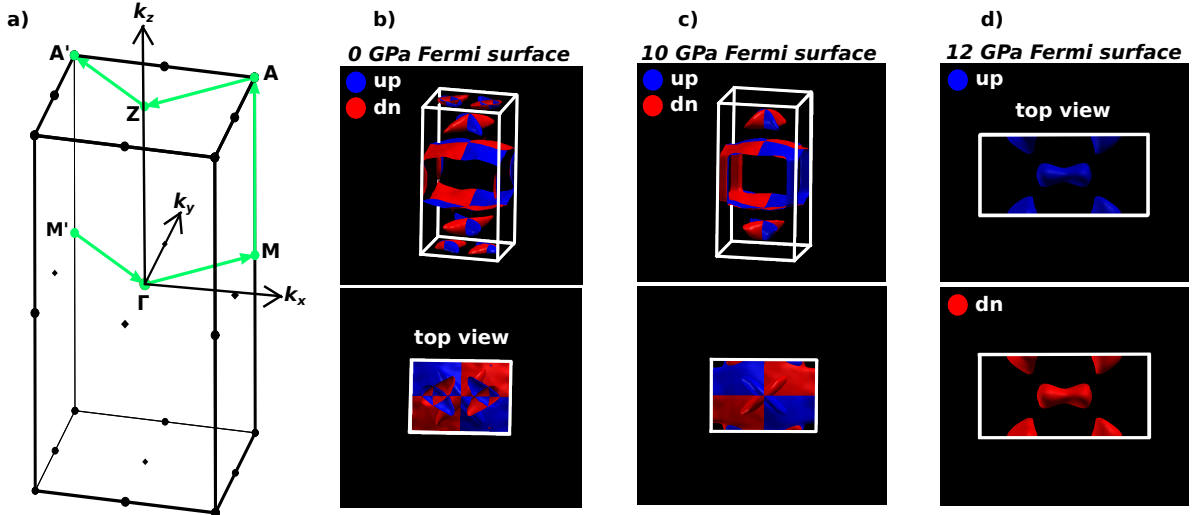 a)
k_z
A'
A
Z
k_y
M'
M
Γ
k_x
b)
0 GPa Fermi surface
up
dn
top view
c)
10 GPa Fermi surface
up
dn
d)
12 GPa Fermi surface
up
top view
dn